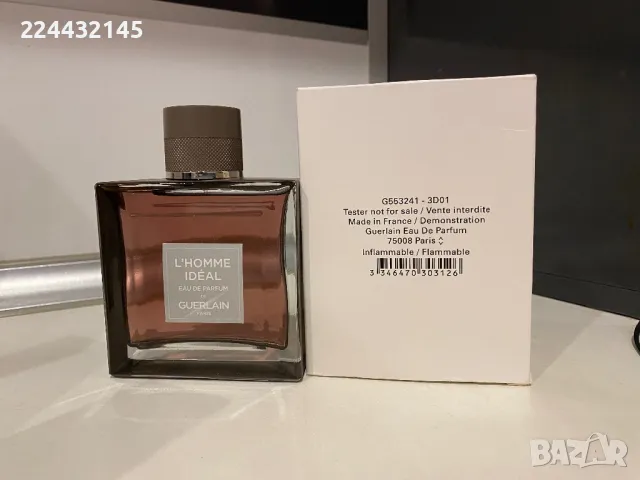 224432145
L'HOMME
IDÉAL
EAU DE PARFUM
DE
GUERLAIN
PARIS
G553241 - 3D01
Tester not for sale / Vente interdite
Made in France / Demonstration
Guerlain Eau De Parfum
75008 Paris
Inflammable / Flammable
3 346470 303126
bazar